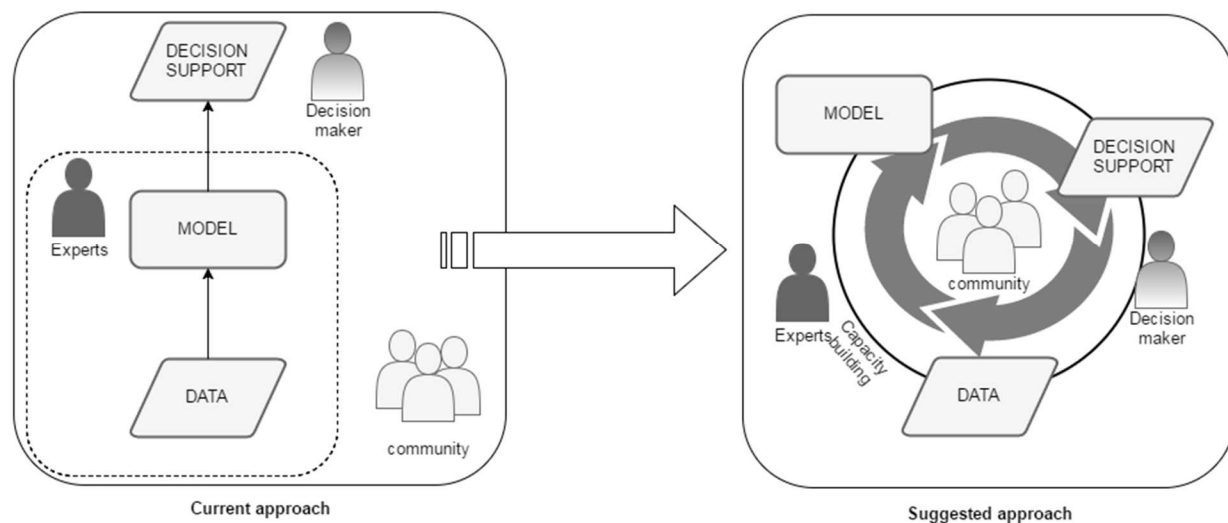 DECISION
SUPPORT
Decision
maker
Experts
MODEL
DATA
community
Current approach
MODEL
DECISION
SUPPORT
community
Experts
Decision
maker
Capacity
building
DATA
Suggested approach